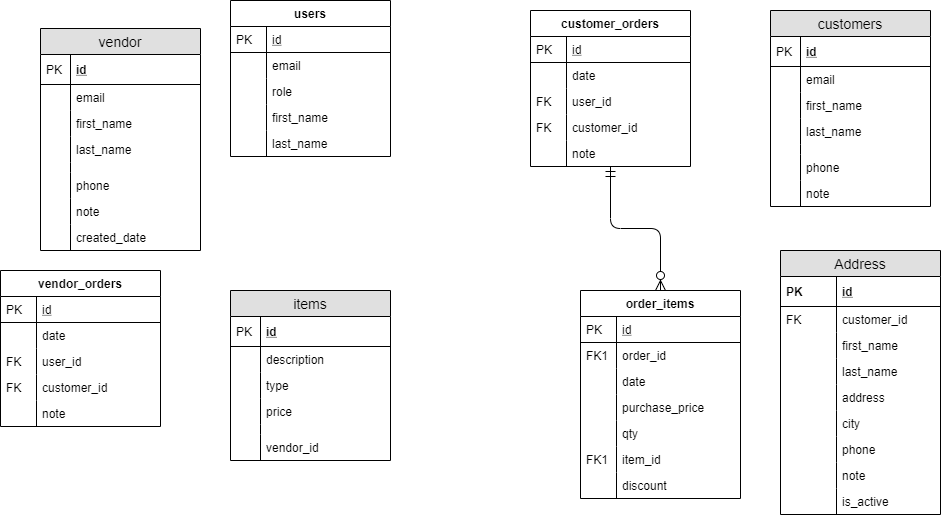 users
PK id
email
role
first_name
last_name
vendor
PK id
email
first_name
last_name
phone
note
created_date
customer_orders
PK id
date
FK user_id
FK customer_id
note
customers
PK id
email
first_name
last_name
phone
note
vendor_orders
PK id
date
FK user_id
FK customer_id
note
items
PK id
description
type
price
vendor_id
order_items
PK id
FK1 order_id
date
purchase_price
qty
FK1 item_id
discount
Address
PK id
FK customer_id
first_name
last_name
address
city
phone
note
is_active